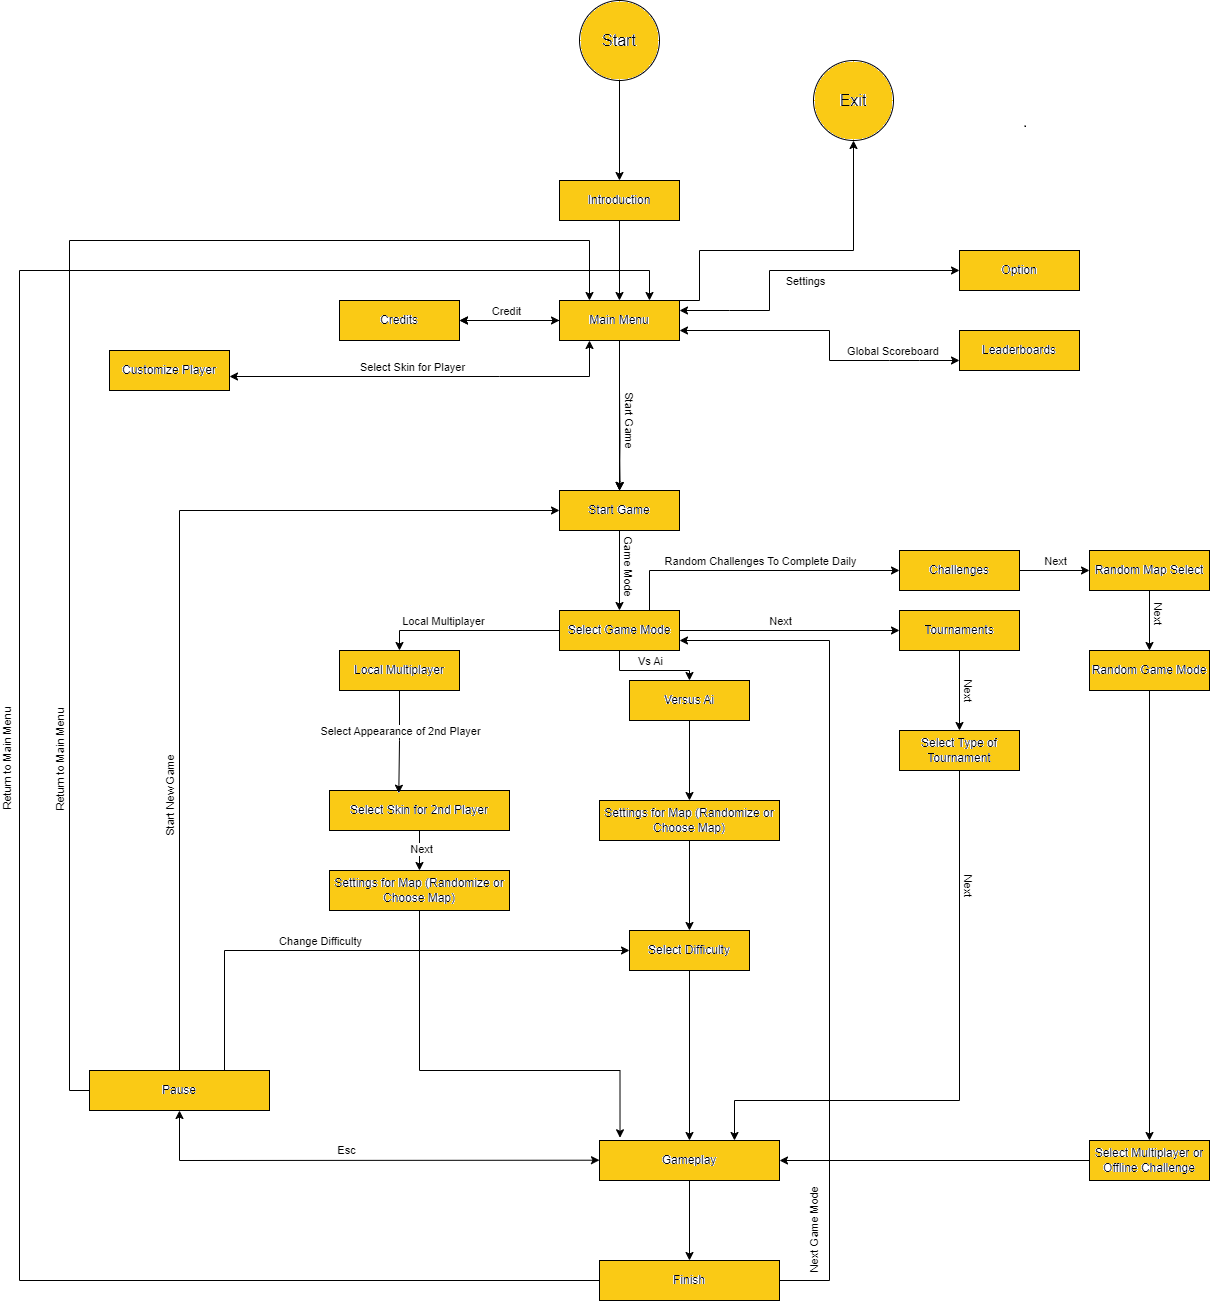 Start
Exit
.
Introduction
Option
Settings
Credit
Credits
Main Menu
Global Scoreboard
Leaderboards
Customize Player
Select Skin for Player
Start Game
Start Game
Game Mode
Random Challenges To Complete Daily
Challenges
Next
Random Map Select
Next
Local Multiplayer
Select Game Mode
Next
Tournaments
Local Multiplayer
Vs Ai
Random Game Mode
Versus Ai
Next
Select Appearance of 2nd Player
Select Type of
Tournament
Return to Main Menu
Return to Main Menu
Start New Game
Select Skin for 2nd Player
Settings for Map (Randomize or
Choose Map)
Next
Settings for Map (Randomize or
Choose Map)
Next
Change Difficulty
Select Difficulty
Pause
Esc
Gameplay
Select Multiplayer or
Offline Challenge
Next Game Mode
Finish